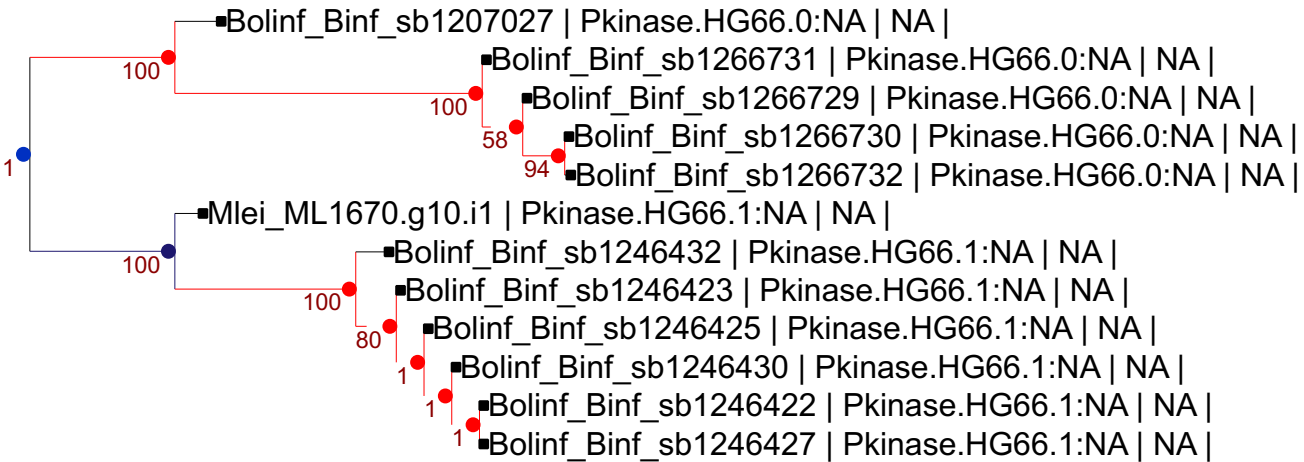 Bolinf_Binf_sb1207027 | Pkinase.HG66.0:NA | NA |
100
Bolinf_Binf_sb1266731 | Pkinase.HG66.0:NA | NA |
100
Bolinf_Binf_sb1266729 | Pkinase.HG66.0:NA | NA |
58
Bolinf_Binf_sb1266730 | Pkinase.HG66.0:NA | NA |
1
94
Bolinf_Binf_sb1266732 | Pkinase.HG66.0:NA | NA |
Mlei_ML1670.g10.i1 | Pkinase.HG66.1:NA | NA |
100
Bolinf_Binf_sb1246432 | Pkinase.HG66.1:NA | NA |
100
Bolinf_Binf_sb1246423 | Pkinase.HG66.1:NA | NA |
80
Bolinf_Binf_sb1246425 | Pkinase.HG66.1:NA | NA |
1
Bolinf_Binf_sb1246430 | Pkinase.HG66.1:NA | NA |
1
Bolinf_Binf_sb1246422 | Pkinase.HG66.1:NA | NA |
1
Bolinf_Binf_sb1246427 | Pkinase.HG66.1:NA | NA |